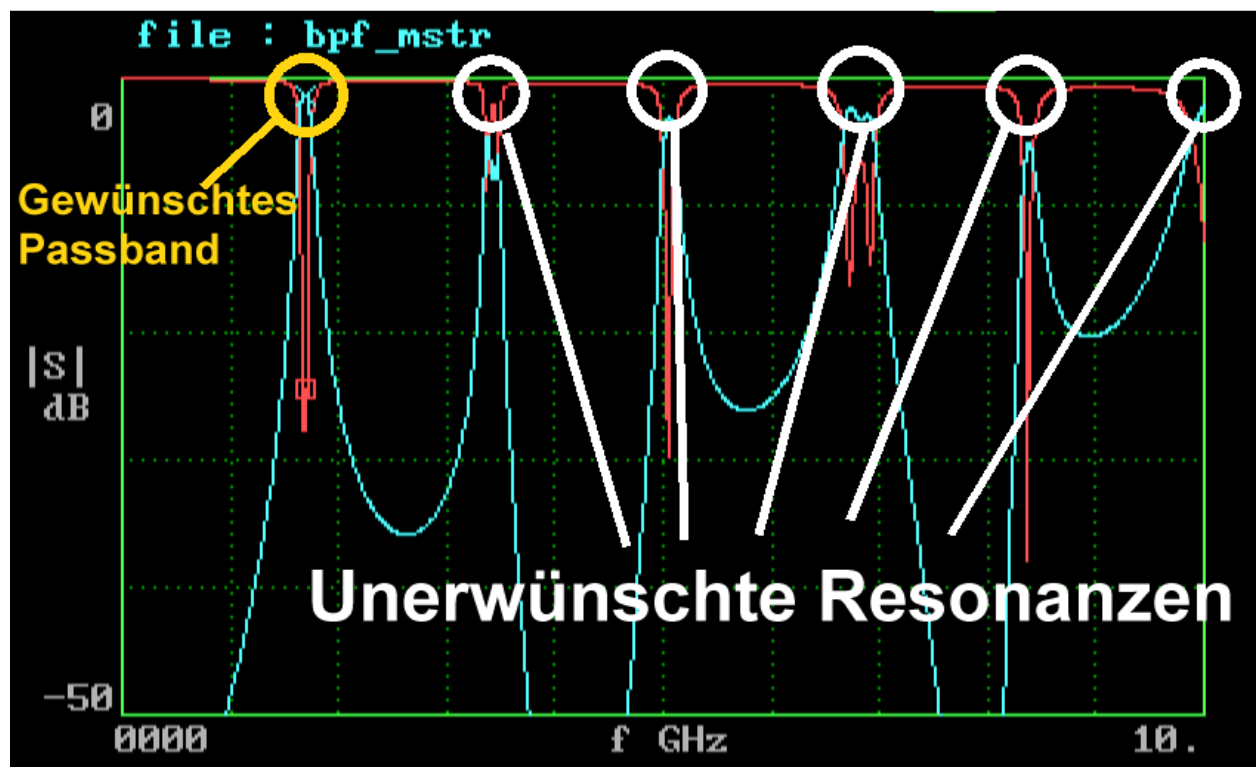 file : bpf_mstr
0
Gewünschtes
Passband
|S|
dB
Unerwünschte Resonanzen
-50
0000 f GHz 10.